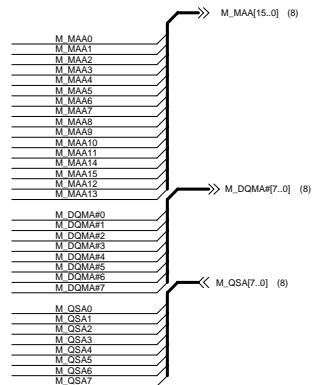 M_MAA[15..0] (8)
M_MAA0
M_MAA1
M_MAA2
M_MAA3
M_MAA4
M_MAA5
M_MAA6
M_MAA7
M_MAA8
M_MAA9
M_MAA10
M_MAA11
M_MAA14
M_MAA15
M_MAA12
M_MAA13
M_DQMA#[7..0] (8)
M_DQMA#0
M_DQMA#1
M_DQMA#2
M_DQMA#3
M_DQMA#4
M_DQMA#5
M_DQMA#6
M_DQMA#7
M_QSA[7..0] (8)
M_QSA0
M_QSA1
M_QSA2
M_QSA3
M_QSA4
M_QSA5
M_QSA6
M_QSA7